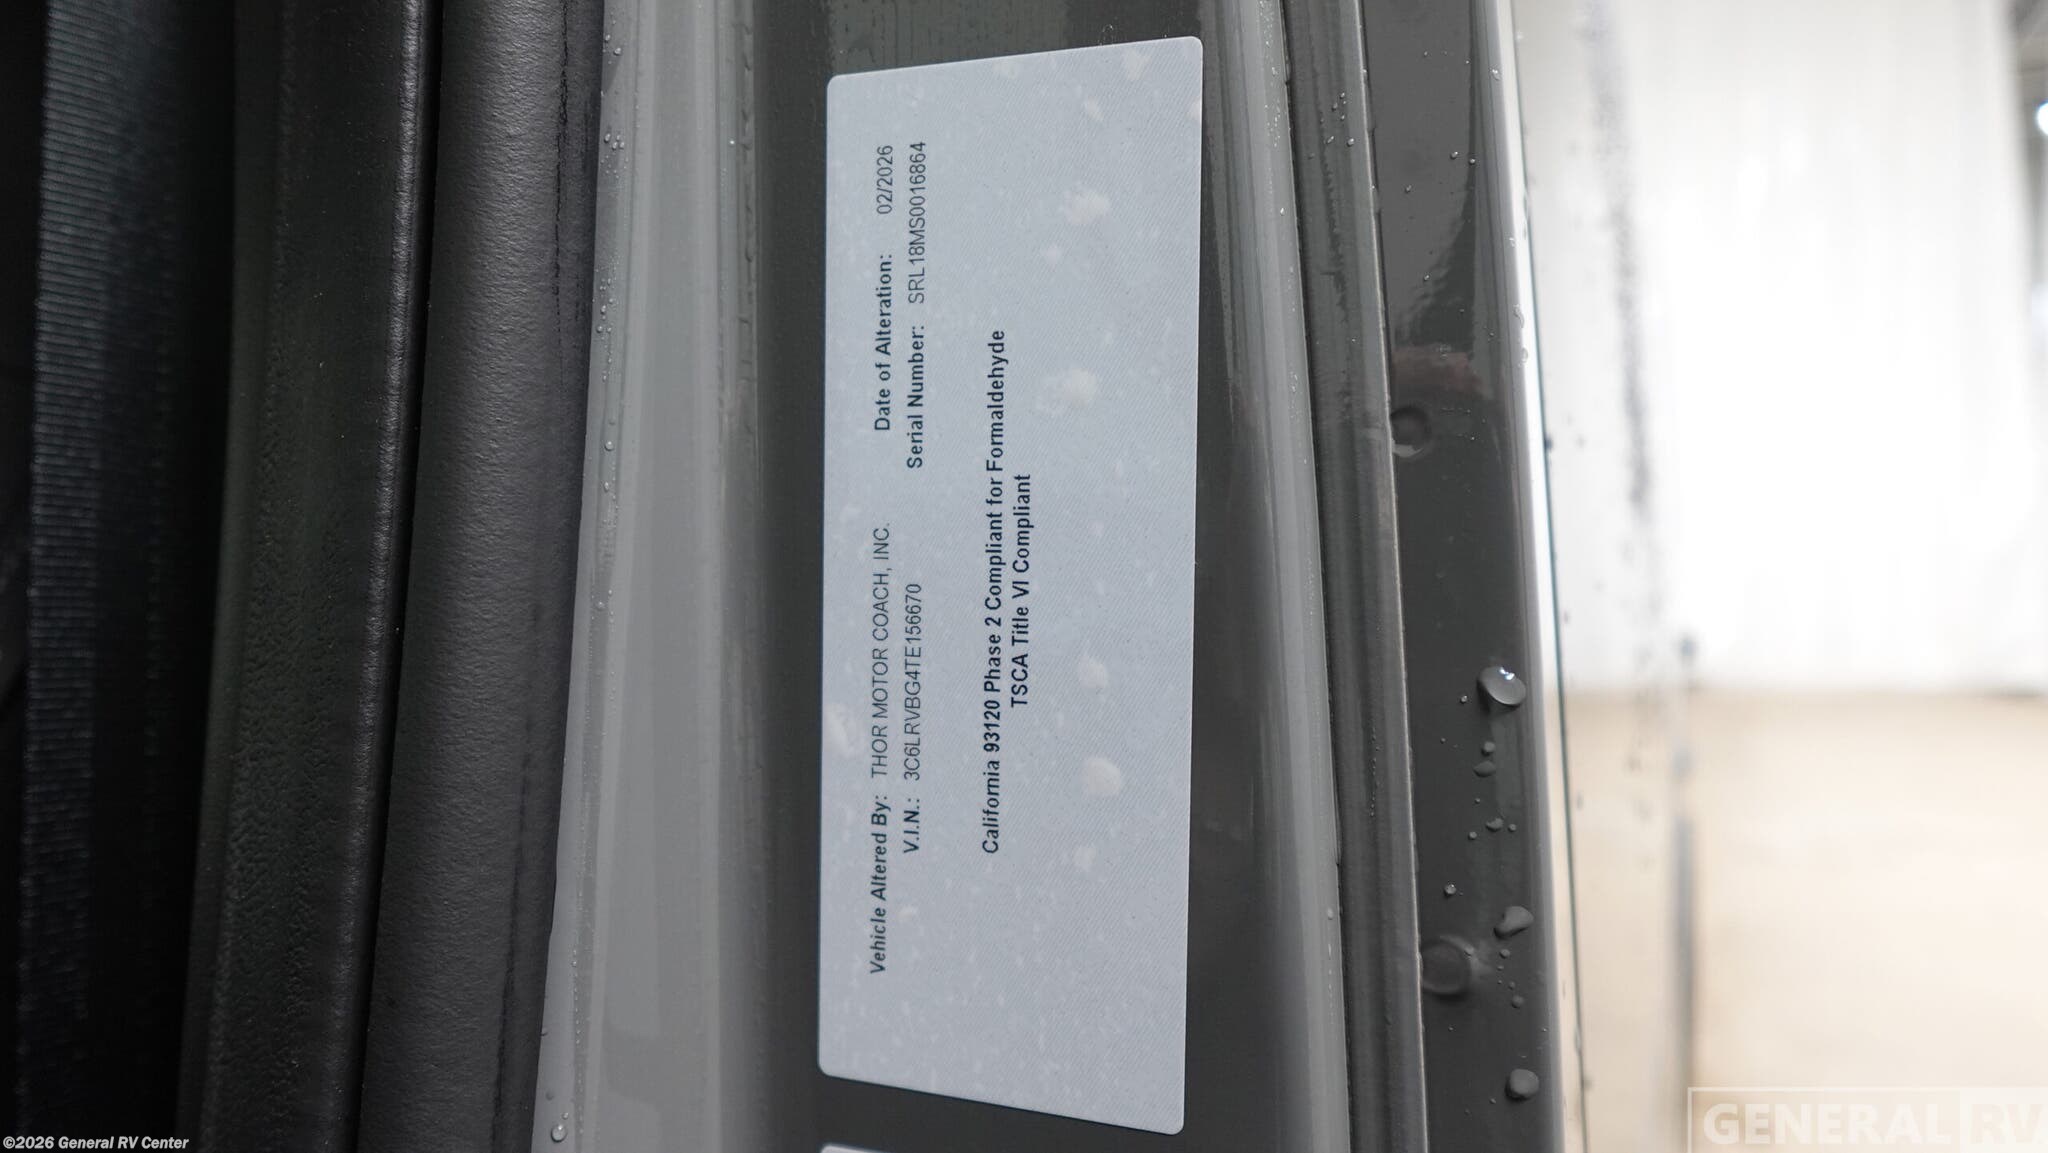 Vehicle Altered By: THOR MOTOR COACH, INC. Date of Alteration: 02/2026
V.I.N.: 3C6LRVBG4TE156670 Serial Number: SRL18MS0016864
California 93120 Phase 2 Compliant for Formaldehyde
TSCA Title VI Compliant
©2026 General RV Center
GENERAL RV